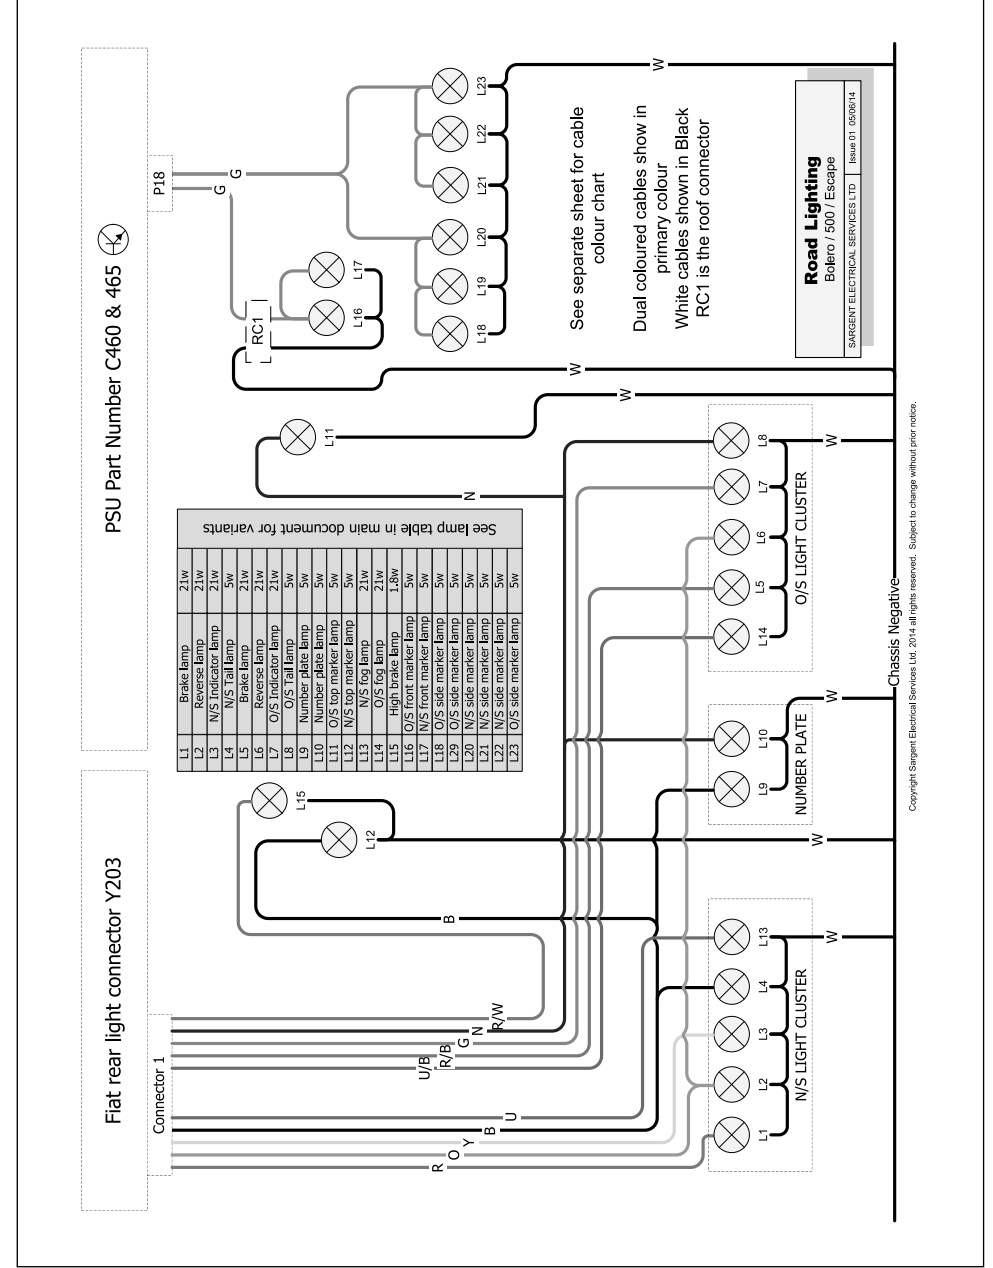 Fiat rear light connector Y203
PSU Part Number C460 & 465
Connector 1
P18
R
O
Y
B
U
U/B
R/B
G
N
R/W
B
N
G
G
RC1
L15
L12
L11
L16
L17
L18
L19
L20
L21
L22
L23
L1 Brake lamp 21w
L2 Reverse lamp 21w
L3 N/S Indicator lamp 21w
L4 N/S Tail lamp 5w
L5 Brake lamp 21w
L6 Reverse lamp 21w
L7 O/S Indicator lamp 21w
L8 O/S Tail lamp 5w
L9 Number plate lamp 5w
L10 Number plate lamp 5w
L11 O/S top marker lamp 5w
L12 N/S top marker lamp 5w
L13 N/S fog lamp 21w
L14 O/S fog lamp 21w
L15 High brake lamp 1.8w
L16 O/S front marker lamp 5w
L17 N/S front marker lamp 5w
L18 O/S side marker lamp 5w
L29 O/S side marker lamp 5w
L20 N/S side marker lamp 5w
L21 N/S side marker lamp 5w
L22 N/S side marker lamp 5w
L23 O/S side marker lamp 5w
See lamp table in main document for variants
See separate sheet for cable
colour chart
Dual coloured cables show in
primary colour
White cables shown in Black
RC1 is the roof connector
L1
L2
L3
L4
L13
N/S LIGHT CLUSTER
L9
L10
NUMBER PLATE
L14
L5
L6
L7
L8
O/S LIGHT CLUSTER
W
W
W
W
W
W
W
Chassis Negative
Road Lighting
Bolero / 500 / Escape
SARGENT ELECTRICAL SERVICES LTD Issue 01 05/06/14
Copyright Sargent Electrical Services Ltd. 2014 all rights reserved. Subject to change without prior notice.